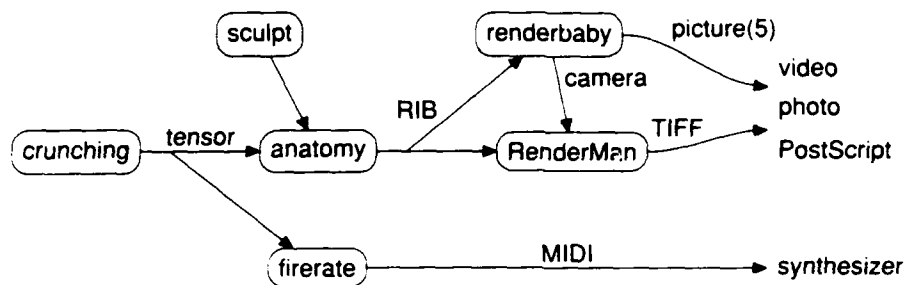 sculpt
renderbaby
picture(5)
video
camera
RIB
photo
TIFF
tensor
crunching
anatomy
RenderMan
PostScript
MIDI
firerate
synthesizer